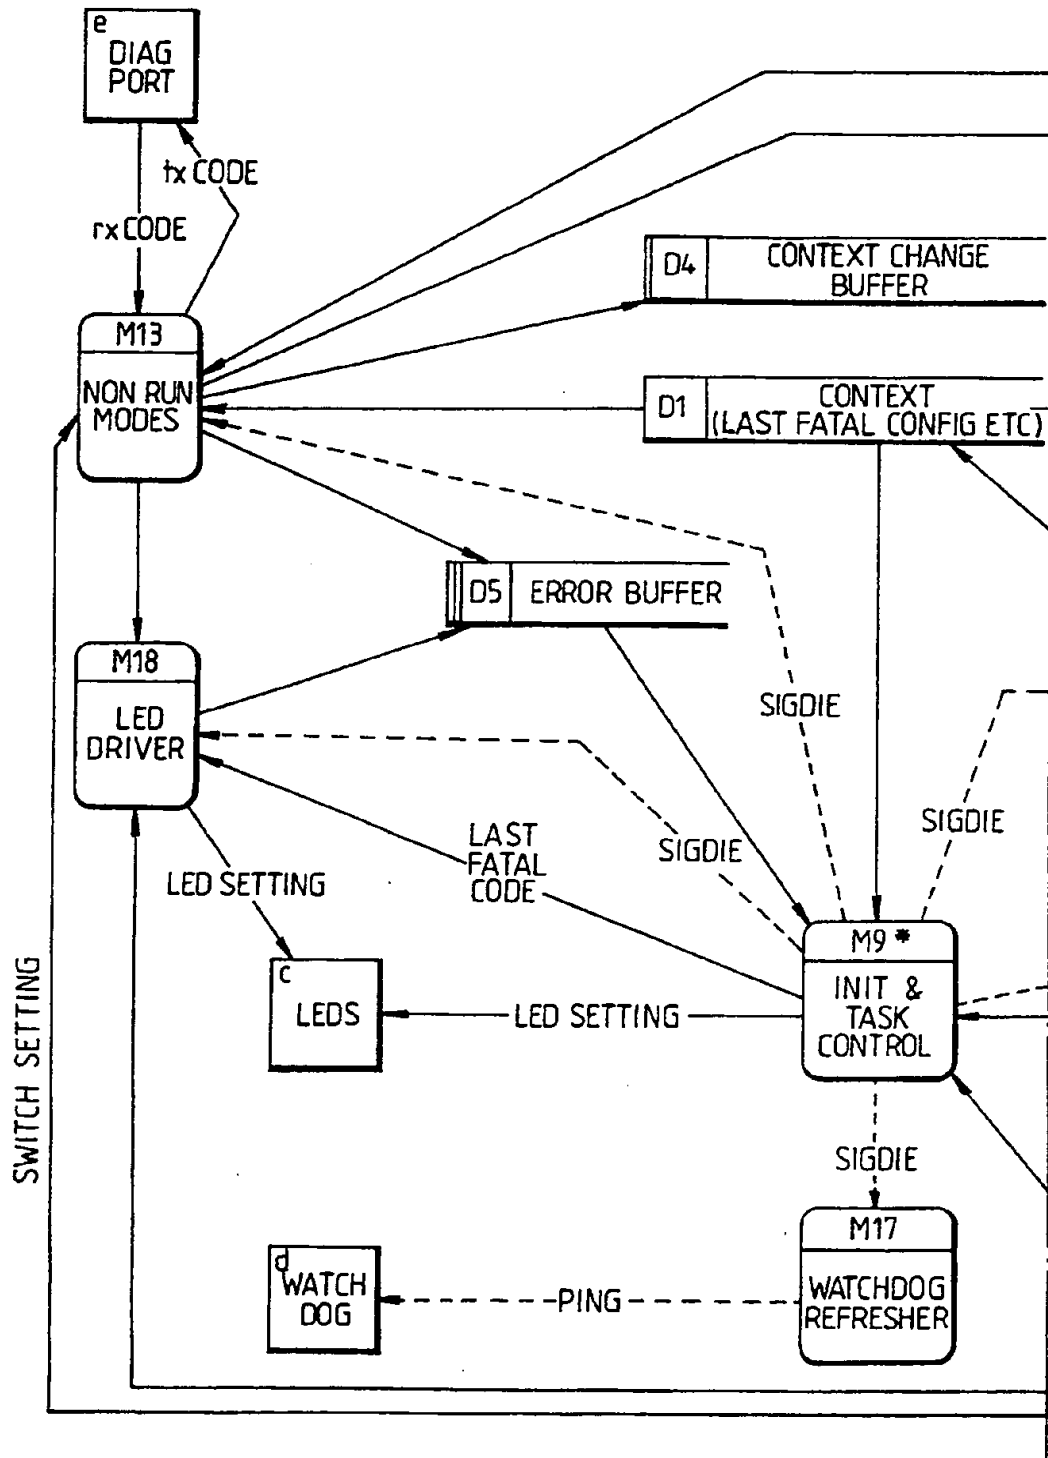 e
DIAG
PORT
tx CODE
rx CODE
D4
CONTEXT CHANGE
BUFFER
M13
NON RUN
MODES
D1
CONTEXT
(LAST FATAL CONFIG ETC)
D5
ERROR BUFFER
M18
LED
DRIVER
SIGDIE
SIGDIE
SIGDIE
LAST
FATAL
CODE
LED SETTING
M9 *
INIT &
TASK
CONTROL
c
LEDS
LED SETTING
SWITCH SETTING
SIGDIE
M17
WATCHDOG
REFRESHER
d
WATCH
DOG
PING